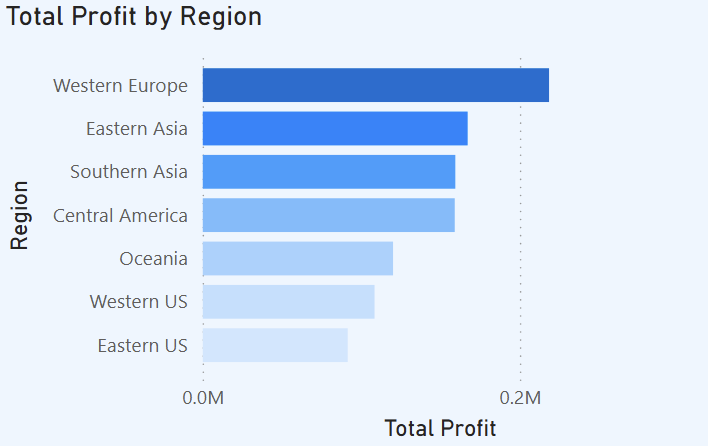 Total Profit by Region
Region
Western Europe
Eastern Asia
Southern Asia
Central America
Oceania
Western US
Eastern US
0.0M 0.2M
Total Profit